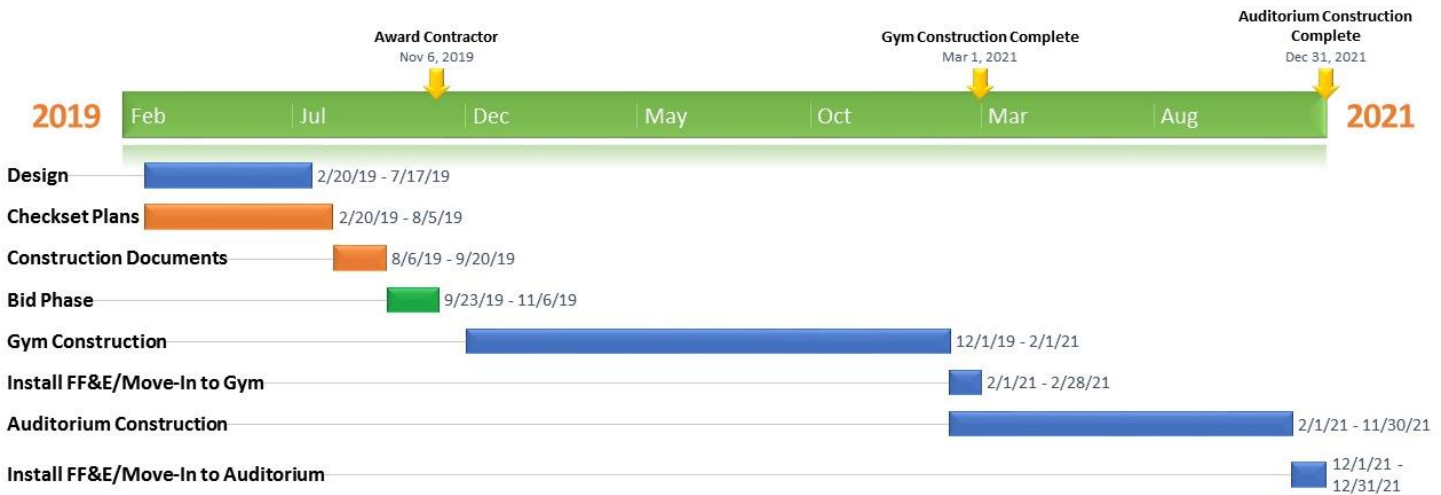 Auditorium Construction
Complete
Dec 31, 2021
Award Contractor
Nov 6, 2019
Gym Construction Complete
Mar 1, 2021
2019 Feb Jul Dec May Oct Mar Aug 2021
Design 2/20/19 - 7/17/19
Checkset Plans 2/20/19 - 8/5/19
Construction Documents 8/6/19 - 9/20/19
Bid Phase 9/23/19 - 11/6/19
Gym Construction 12/1/19 - 2/1/21
Install FF&E/Move-In to Gym 2/1/21 - 2/28/21
Auditorium Construction 2/1/21 - 11/30/21
Install FF&E/Move-In to Auditorium 12/1/21 -
12/31/21